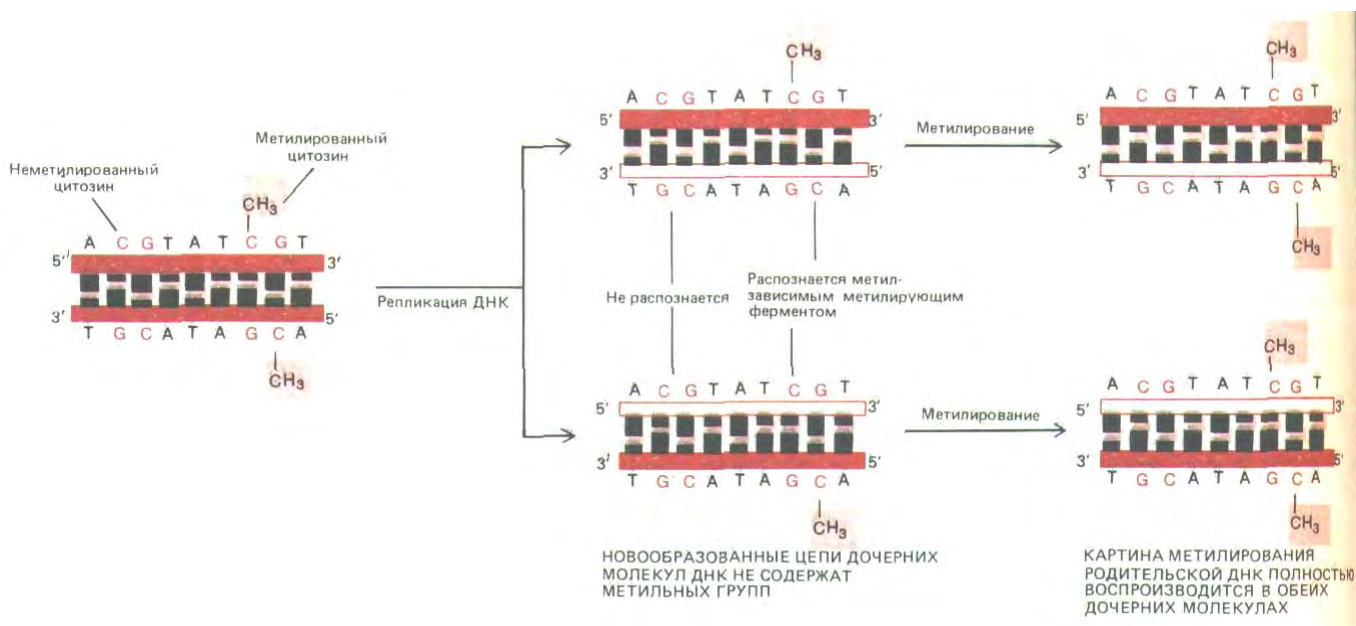 Неметилированный
цитозин
Метилированный
цитозин
CH₃
A C G T A T C G T
5′ 3′
3′ 5′
T G C A T A G C A
CH₃
Репликация ДНК
CH₃
A C G T A T C G T
5′ 3′
3′ 5′
T G C A T A G C A
Не распознается
Распознается метил-
зависимым метилирующим
ферментом
A C G T A T C G T
5′ 3′
3′ 5′
T G C A T A G C A
CH₃
НОВООБРАЗОВАННЫЕ ЦЕПИ ДОЧЕРНИХ
МОЛЕКУЛ ДНК НЕ СОДЕРЖАТ
МЕТИЛЬНЫХ ГРУПП
Метилирование
Метилирование
CH₃
A C G T A T C G T
5′ 3′
3′ 5′
T G C A T A G C A
CH₃
CH₃
A C G T A T C G T
5′ 3′
3′ 5′
T G C A T A G C A
CH₃
КАРТИНА МЕТИЛИРОВАНИЯ
РОДИТЕЛЬСКОЙ ДНК ПОЛНОСТЬЮ
ВОСПРОИЗВОДИТСЯ В ОБЕИХ
ДОЧЕРНИХ МОЛЕКУЛАХ